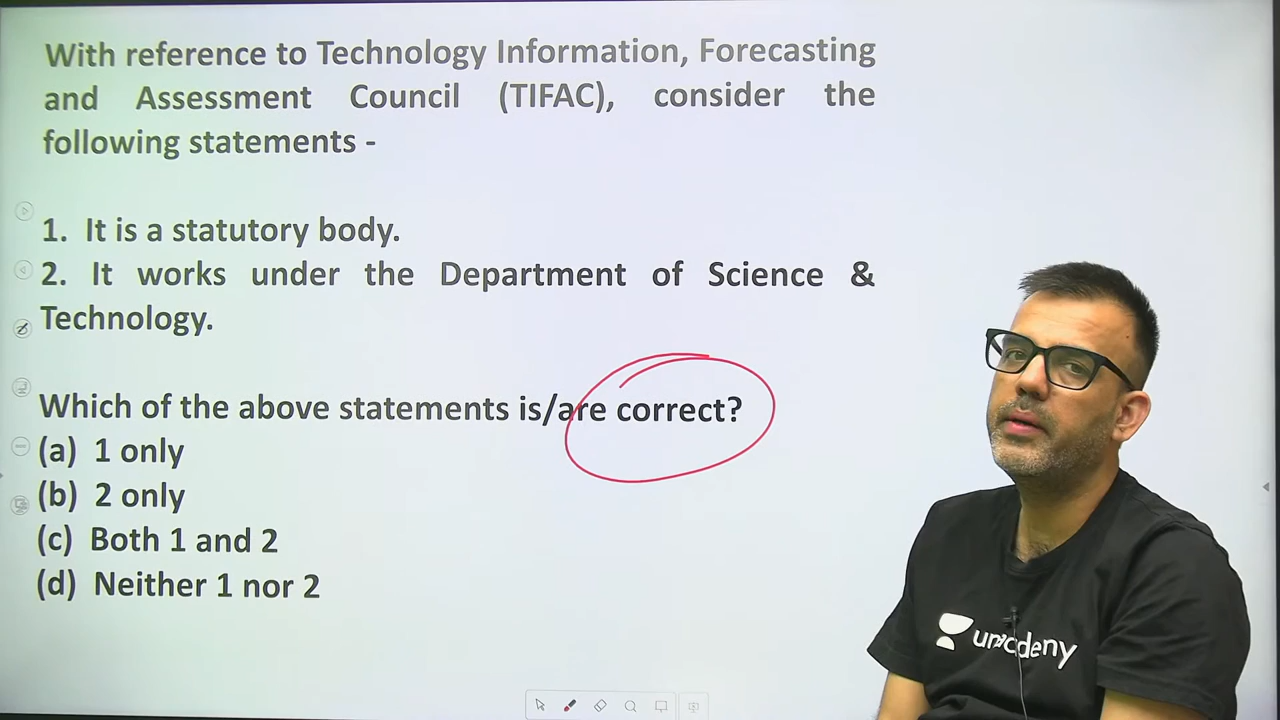 With reference to Technology Information, Forecasting
and Assessment Council (TIFAC), consider the
following statements -
1. It is a statutory body.
2. It works under the Department of Science &
Technology.
Which of the above statements is/are correct?
(a) 1 only
(b) 2 only
(c) Both 1 and 2
(d) Neither 1 nor 2
unacademy